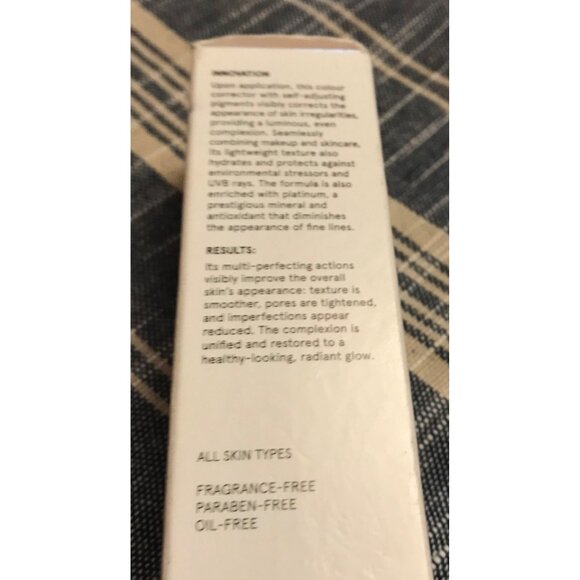 INNOVATION
Upon application, this colour
corrector with self-adjusting
pigments visibly corrects the
appearance of skin irregularities,
providing a luminous, even
complexion. Seamlessly
combining makeup and skincare,
its lightweight texture also
hydrates and protects against
environmental stressors and
UVB rays. The formula is also
enriched with platinum, a
prestigious mineral and
antioxidant that diminishes
the appearance of fine lines.
RESULTS:
Its multi-perfecting actions
visibly improve the overall
skin's appearance: texture is
smoother, pores are tightened,
and imperfections appear
reduced. The complexion is
unified and restored to a
healthy-looking, radiant glow.
ALL SKIN TYPES
FRAGRANCE-FREE
PARABEN-FREE
OIL-FREE